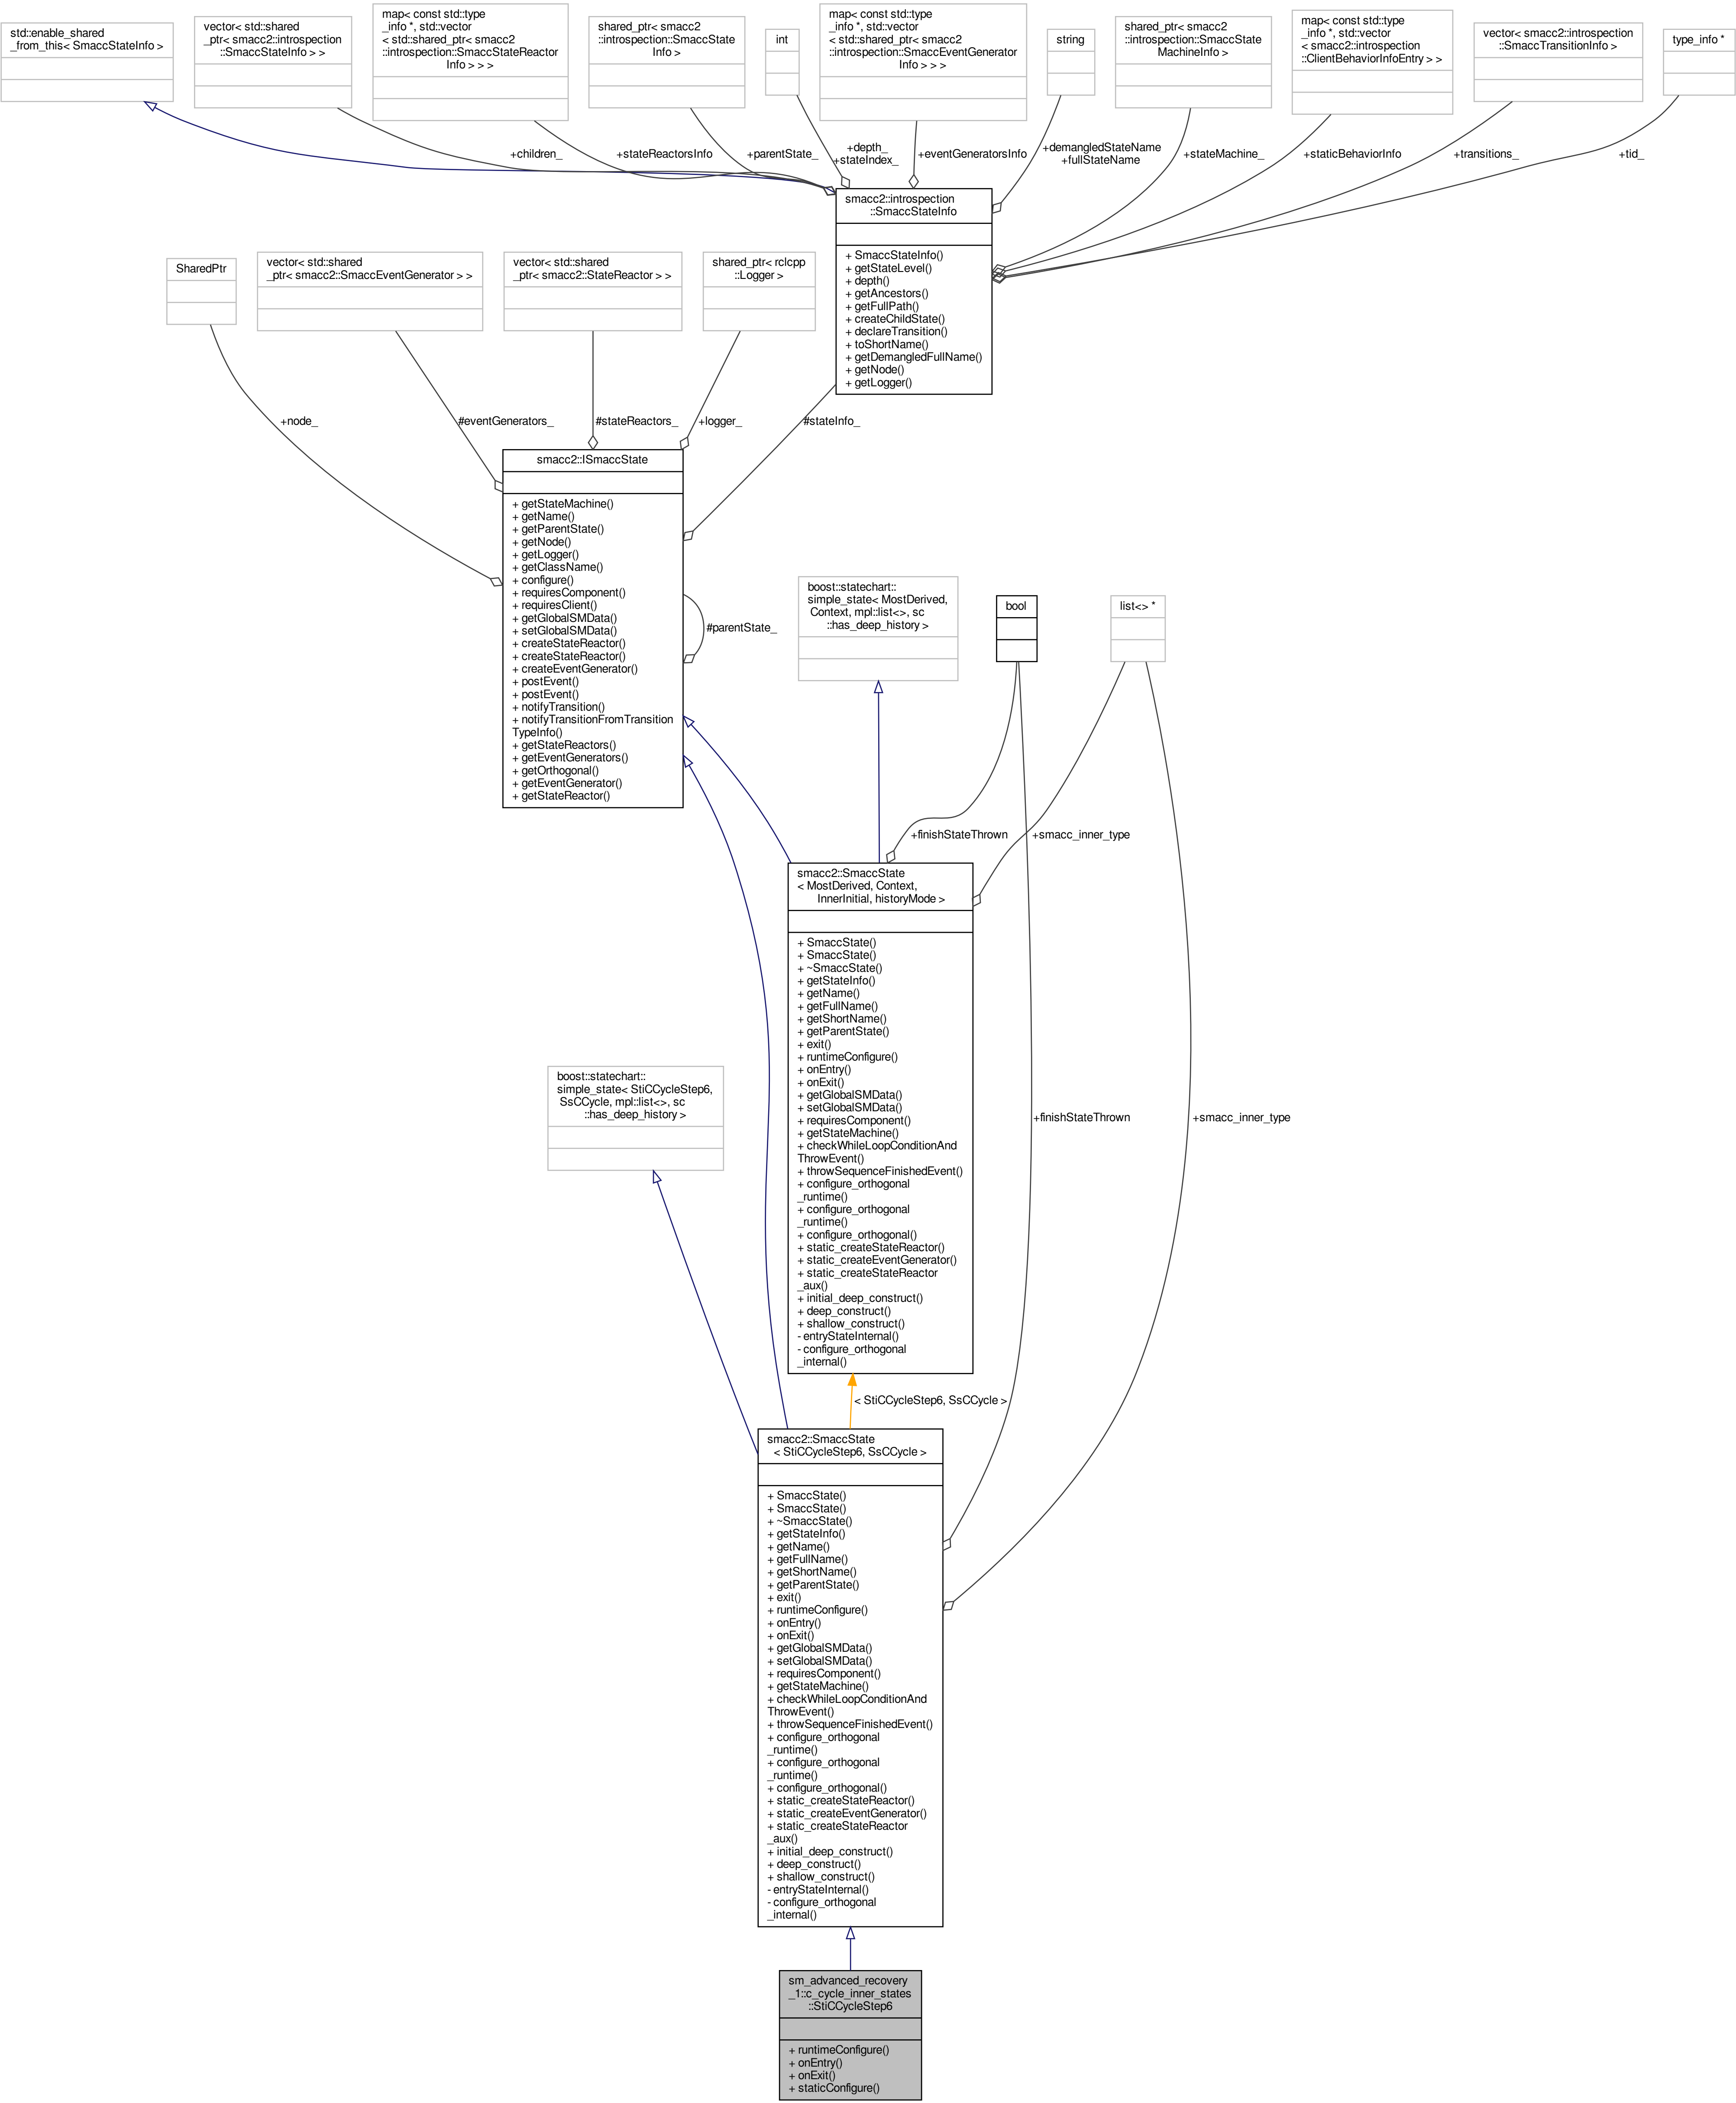 std::enable_shared
_from_this< SmaccStateInfo >
vector< std::shared
_ptr< smacc2::introspection
::SmaccStateInfo > >
map< const std::type
_info *, std::vector
< std::shared_ptr< smacc2
::introspection::SmaccStateReactor
Info > > >
shared_ptr< smacc2
::introspection::SmaccState
Info >
int
map< const std::type
_info *, std::vector
< std::shared_ptr< smacc2
::introspection::SmaccEventGenerator
Info > > >
string
shared_ptr< smacc2
::introspection::SmaccState
MachineInfo >
map< const std::type
_info *, std::vector
< smacc2::introspection
::ClientBehaviorInfoEntry > >
vector< smacc2::introspection
::SmaccTransitionInfo >
type_info *
+children_
+stateReactorsInfo
+parentState_
+depth_
+stateIndex_
+eventGeneratorsInfo
+demangledStateName
+fullStateName
+stateMachine_
+staticBehaviorInfo
+transitions_
+tid_
smacc2::introspection
::SmaccStateInfo
+ SmaccStateInfo()
+ getStateLevel()
+ depth()
+ getAncestors()
+ getFullPath()
+ createChildState()
+ declareTransition()
+ toShortName()
+ getDemangledFullName()
+ getNode()
+ getLogger()
SharedPtr
vector< std::shared
_ptr< smacc2::SmaccEventGenerator > >
vector< std::shared
_ptr< smacc2::StateReactor > >
shared_ptr< rclcpp
::Logger >
+node_
#eventGenerators_
#stateReactors_
+logger_
#stateInfo_
smacc2::ISmaccState
+ getStateMachine()
+ getName()
+ getParentState()
+ getNode()
+ getLogger()
+ getClassName()
+ configure()
+ requiresComponent()
+ requiresClient()
+ getGlobalSMData()
+ setGlobalSMData()
+ createStateReactor()
+ createStateReactor()
+ createEventGenerator()
+ postEvent()
+ postEvent()
+ notifyTransition()
+ notifyTransitionFromTransition
TypeInfo()
+ getStateReactors()
+ getEventGenerators()
+ getOrthogonal()
+ getEventGenerator()
+ getStateReactor()
#parentState_
boost::statechart::
simple_state< MostDerived,
Context, mpl::list<>, sc
::has_deep_history >
bool
list<> *
+finishStateThrown
+smacc_inner_type
smacc2::SmaccState
< MostDerived, Context,
InnerInitial, historyMode >
+ SmaccState()
+ SmaccState()
+ ~SmaccState()
+ getStateInfo()
+ getName()
+ getFullName()
+ getShortName()
+ getParentState()
+ exit()
+ runtimeConfigure()
+ onEntry()
+ onExit()
+ getGlobalSMData()
+ setGlobalSMData()
+ requiresComponent()
+ getStateMachine()
+ checkWhileLoopConditionAnd
ThrowEvent()
+ throwSequenceFinishedEvent()
+ configure_orthogonal
_runtime()
+ configure_orthogonal
_runtime()
+ configure_orthogonal()
+ static_createStateReactor()
+ static_createEventGenerator()
+ static_createStateReactor
_aux()
+ initial_deep_construct()
+ deep_construct()
+ shallow_construct()
- entryStateInternal()
- configure_orthogonal
_internal()
boost::statechart::
simple_state< StiCCycleStep6,
SsCCycle, mpl::list<>, sc
::has_deep_history >
+finishStateThrown
+smacc_inner_type
< StiCCycleStep6, SsCCycle >
smacc2::SmaccState
< StiCCycleStep6, SsCCycle >
+ SmaccState()
+ SmaccState()
+ ~SmaccState()
+ getStateInfo()
+ getName()
+ getFullName()
+ getShortName()
+ getParentState()
+ exit()
+ runtimeConfigure()
+ onEntry()
+ onExit()
+ getGlobalSMData()
+ setGlobalSMData()
+ requiresComponent()
+ getStateMachine()
+ checkWhileLoopConditionAnd
ThrowEvent()
+ throwSequenceFinishedEvent()
+ configure_orthogonal
_runtime()
+ configure_orthogonal
_runtime()
+ configure_orthogonal()
+ static_createStateReactor()
+ static_createEventGenerator()
+ static_createStateReactor
_aux()
+ initial_deep_construct()
+ deep_construct()
+ shallow_construct()
- entryStateInternal()
- configure_orthogonal
_internal()
sm_advanced_recovery
_1::c_cycle_inner_states
::StiCCycleStep6
+ runtimeConfigure()
+ onEntry()
+ onExit()
+ staticConfigure()